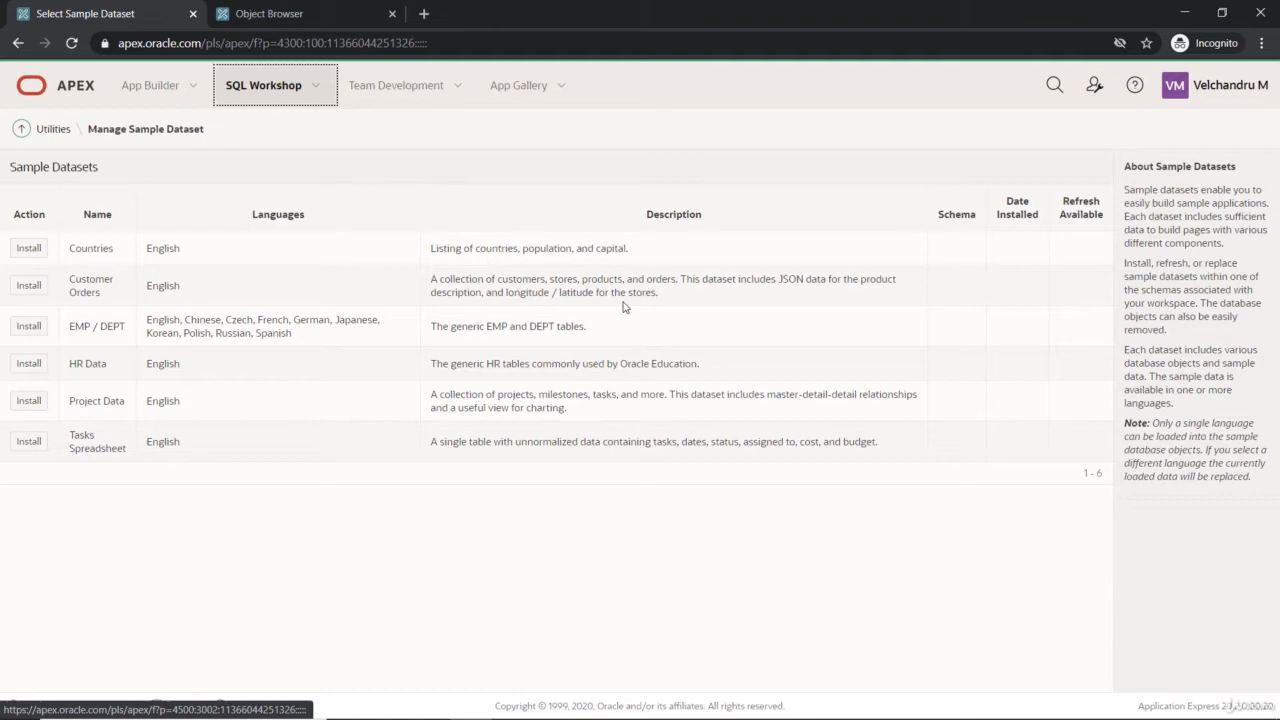 Select Sample Dataset
Object Browser
apex.oracle.com/pls/apex/f?p=4300:100:11366044251326:::::
Incognito
APEX
App Builder
SQL Workshop
Team Development
App Gallery
VM
Velchandru M
Utilities \ Manage Sample Dataset
Sample Datasets
Action
Name
Languages
Description
Schema
Date
Installed
Refresh
Available
Install
Countries
English
Listing of countries, population, and capital.
Install
Customer
Orders
English
A collection of customers, stores, products, and orders. This dataset includes JSON data for the product
description, and longitude / latitude for the stores.
Install
EMP / DEPT
English, Chinese, Czech, French, German, Japanese,
Korean, Polish, Russian, Spanish
The generic EMP and DEPT tables.
Install
HR Data
English
The generic HR tables commonly used by Oracle Education.
Install
Project Data
English
A collection of projects, milestones, tasks, and more. This dataset includes master-detail-detail relationships
and a useful view for charting.
Install
Tasks
Spreadsheet
English
A single table with unnormalized data containing tasks, dates, status, assigned to, cost, and budget.
1 - 6
About Sample Datasets
Sample datasets enable you to
easily build sample applications.
Each dataset includes sufficient
data to build pages with various
different components.
Install, refresh, or replace
sample datasets within one of
the schemas associated with
your workspace. The database
objects can also be easily
removed.
Each dataset includes various
database objects and sample
data. The sample data is
available in one or more
languages.
Note: Only a single language
can be loaded into the sample
database objects. If you select a
different language the currently
loaded data will be replaced.
https://apex.oracle.com/pls/apex/f?p=4500:3002:11366044251326:::::
Copyright © 1999, 2020, Oracle and/or its affiliates. All rights reserved.
Application Express